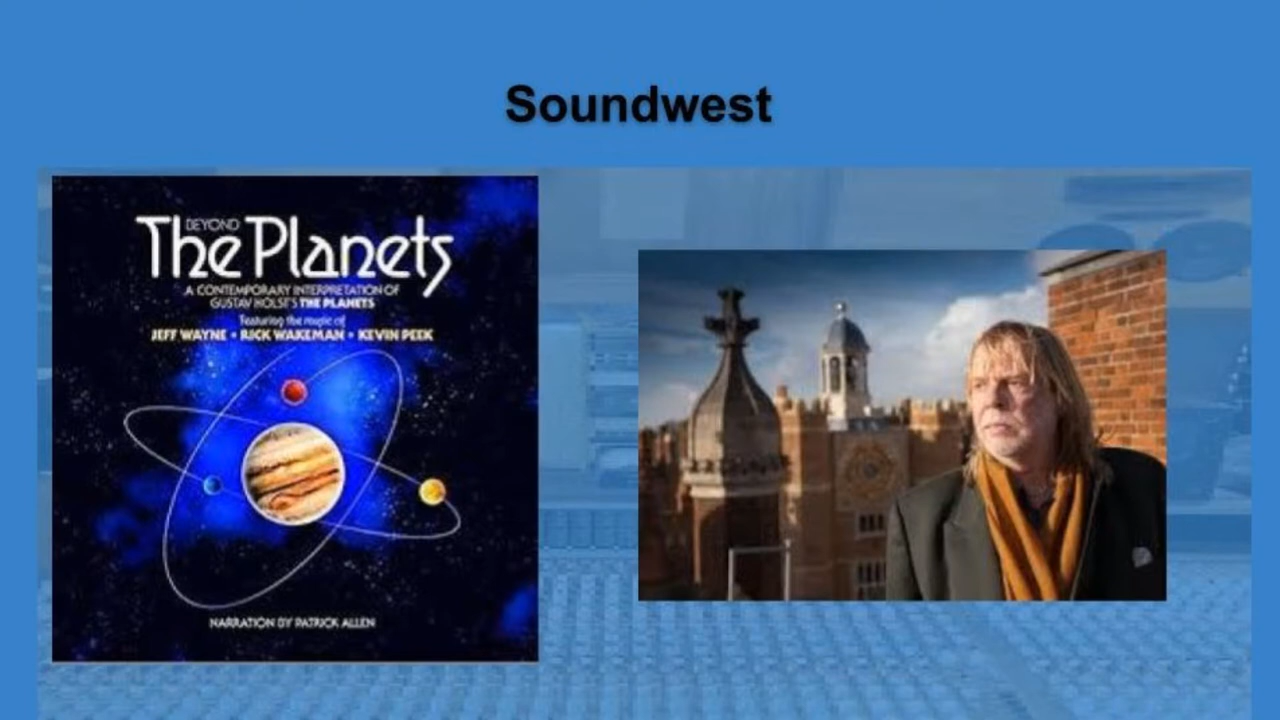 Soundwest
BEYOND
The Planets
A CONTEMPORARY INTERPRETATION OF
GUSTAV HOLST'S THE PLANETS
Featuring the music of
JEFF WAYNE • RICK WAKEMAN • KEVIN PEEK
NARRATION BY PATRICK ALLEN